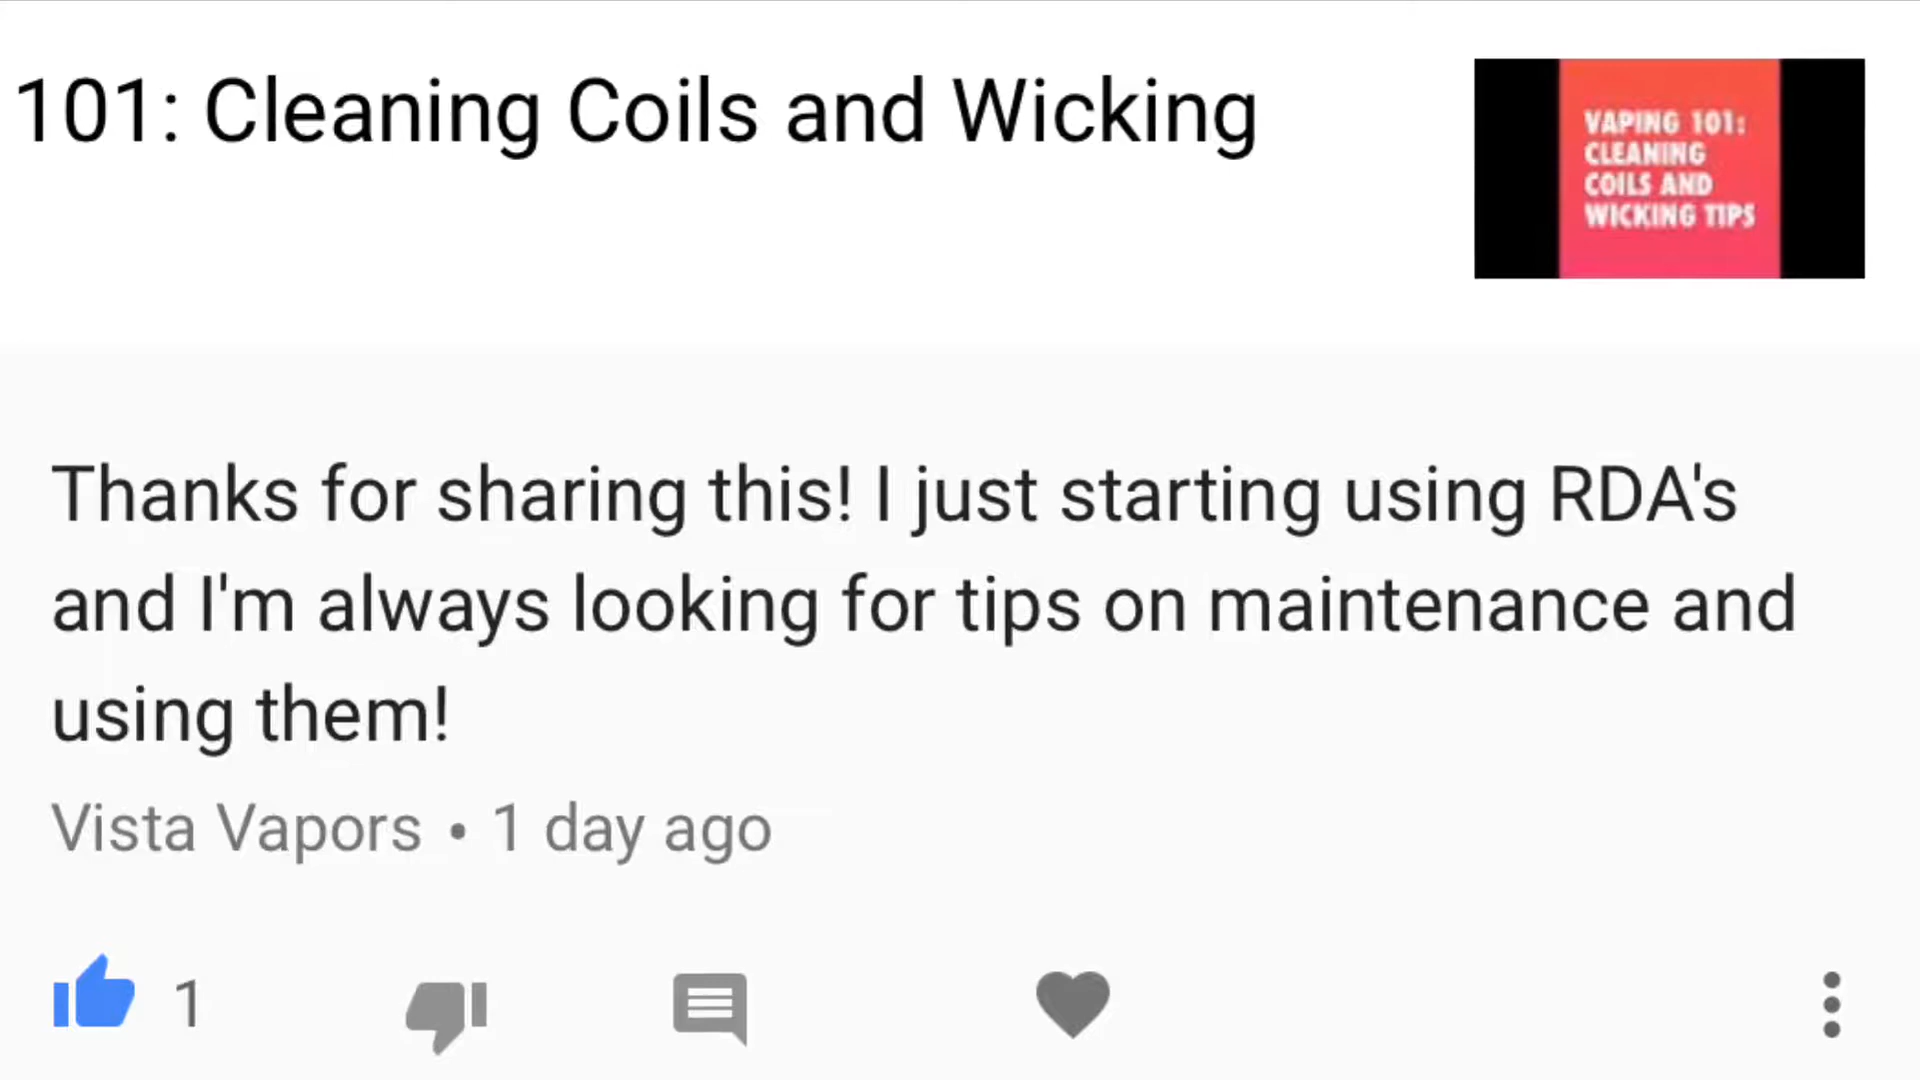 101: Cleaning Coils and Wicking
VAPING 101:
CLEANING
COILS AND
WICKING TIPS
Thanks for sharing this! I just starting using RDA's
and I'm always looking for tips on maintenance and
using them!
Vista Vapors • 1 day ago
1